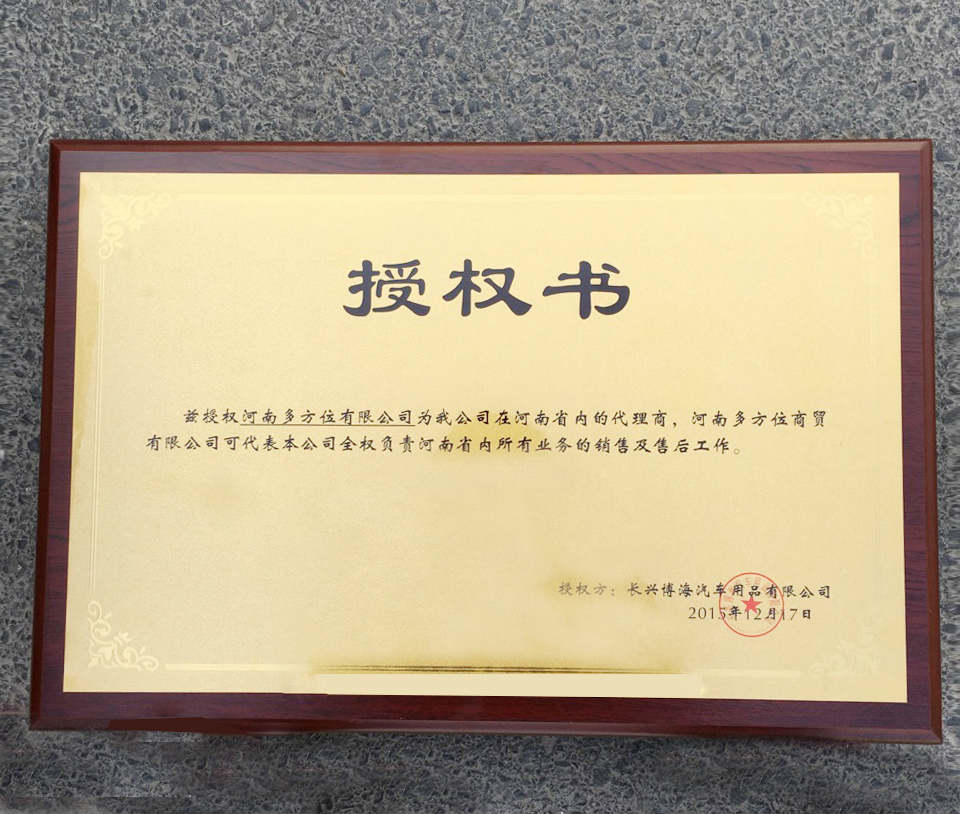 授权书
兹授权河南多方位有限公司为我公司在河南省内的代理商，河南多方位商贸
有限公司可代表本公司全权负责河南省内所有业务的销售及售后工作。
授权方：长兴博海汽车用品有限公司
2015年12月17日